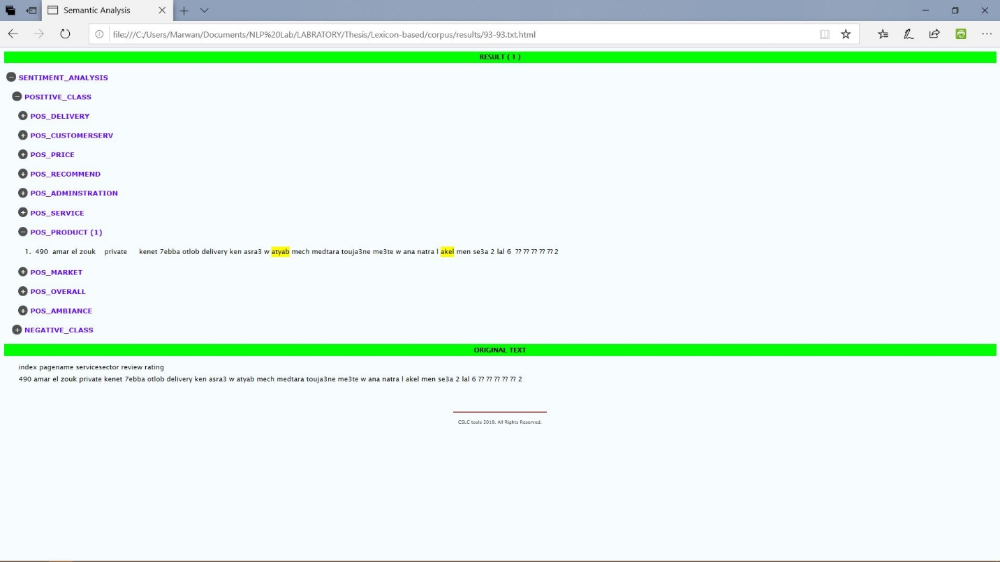 Semantic Analysis
file:///C:/Users/Marwan/Documents/NLP%20Lab/LABRATORY/Thesis/Lexicon-based/corpus/results/93-93.txt.html
RESULT ( 1 )
SENTIMENT_ANALYSIS
POSITIVE_CLASS
POS_DELIVERY
POS_CUSTOMERSERV
POS_PRICE
POS_RECOMMEND
POS_ADMINSTRATION
POS_SERVICE
POS_PRODUCT (1)
1. 490 amar el zouk private kenet 7ebba otlob delivery ken asra3 w atyab mech medtara touja3ne me3te w ana natra l akel men se3a 2 lal 6 ?? ?? ?? ?? ?? 2
POS_MARKET
POS_OVERALL
POS_AMBIANCE
NEGATIVE_CLASS
ORIGINAL TEXT
index pagename servicesector review rating
490 amar el zouk private kenet 7ebba otlob delivery ken asra3 w atyab mech medtara touja3ne me3te w ana natra l akel men se3a 2 lal 6 ?? ?? ?? ?? ?? 2
CSLC tools 2018. All Rights Reserved.